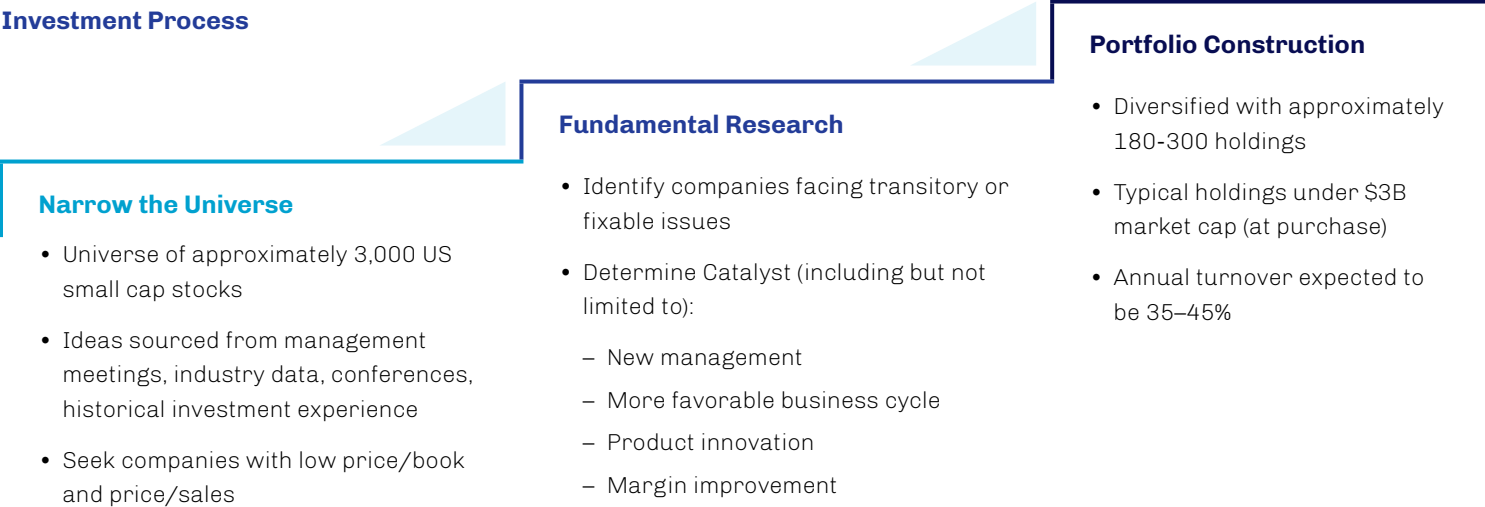 Investment Process
Narrow the Universe
• Universe of approximately 3,000 US
small cap stocks
• Ideas sourced from management
meetings, industry data, conferences,
historical investment experience
• Seek companies with low price/book
and price/sales
Fundamental Research
• Identify companies facing transitory or
fixable issues
• Determine Catalyst (including but not
limited to):
– New management
– More favorable business cycle
– Product innovation
– Margin improvement
Portfolio Construction
• Diversified with approximately
180-300 holdings
• Typical holdings under $3B
market cap (at purchase)
• Annual turnover expected to
be 35–45%